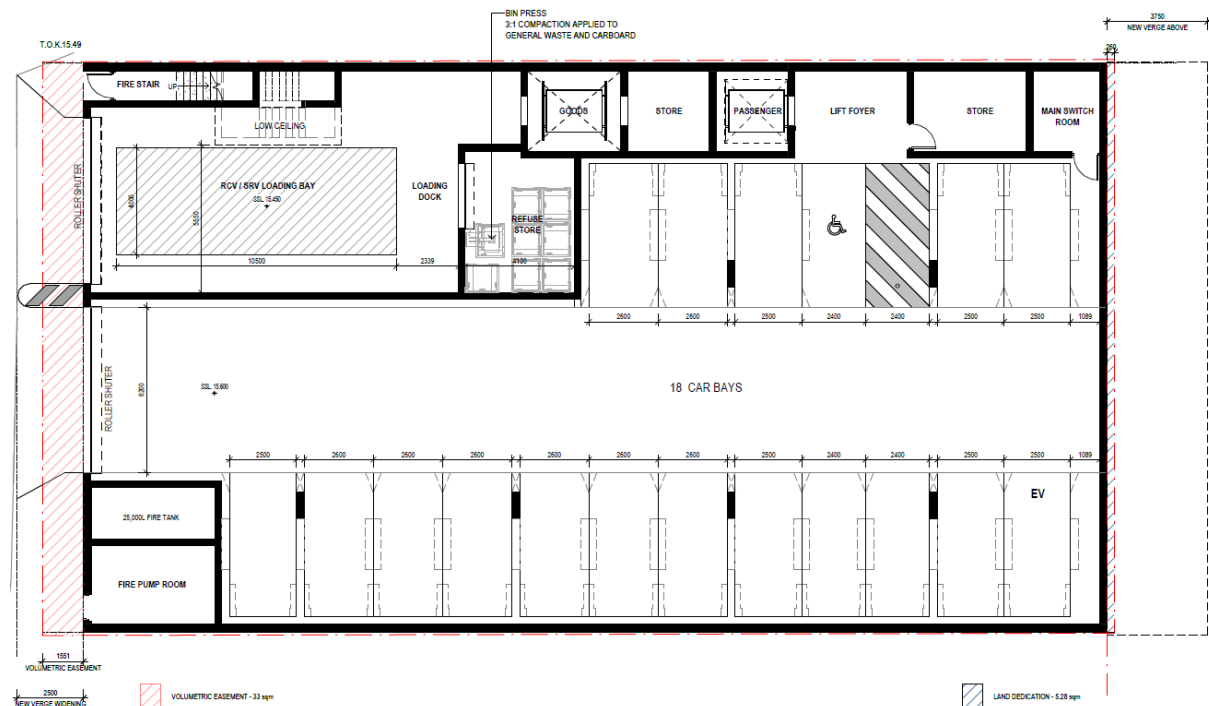 BIN PRESS
3:1 COMPACTION APPLIED TO
GENERAL WASTE AND CARBOARD
3750
NEW VERGE ABOVE
T.O.K.15.49
260
FIRE STAIR
UP
LOW CEILING
GOODS
STORE
PASSENGER
LIFT FOYER
STORE
MAIN SWITCH
ROOM
ROLLER SHUTER
4000
5650
RCV / SRV LOADING BAY
SSL 15.450
LOADING
DOCK
REFUSE
STORE
10500
2339
4100
2600
2600
2500
2400
2400
2500
2500
1089
ROLLER SHUTER
6200
SSL 15.600
18 CAR BAYS
2500
2600
2600
2600
2600
2600
2600
2500
2400
2400
2500
2500
1089
EV
25,000L FIRE TANK
FIRE PUMP ROOM
1551
VOLUMETRIC EASEMENT
2500
NEW VERGE WIDENING
VOLUMETRIC EASEMENT - 33 sqm
LAND DEDICATION - 5.28 sqm